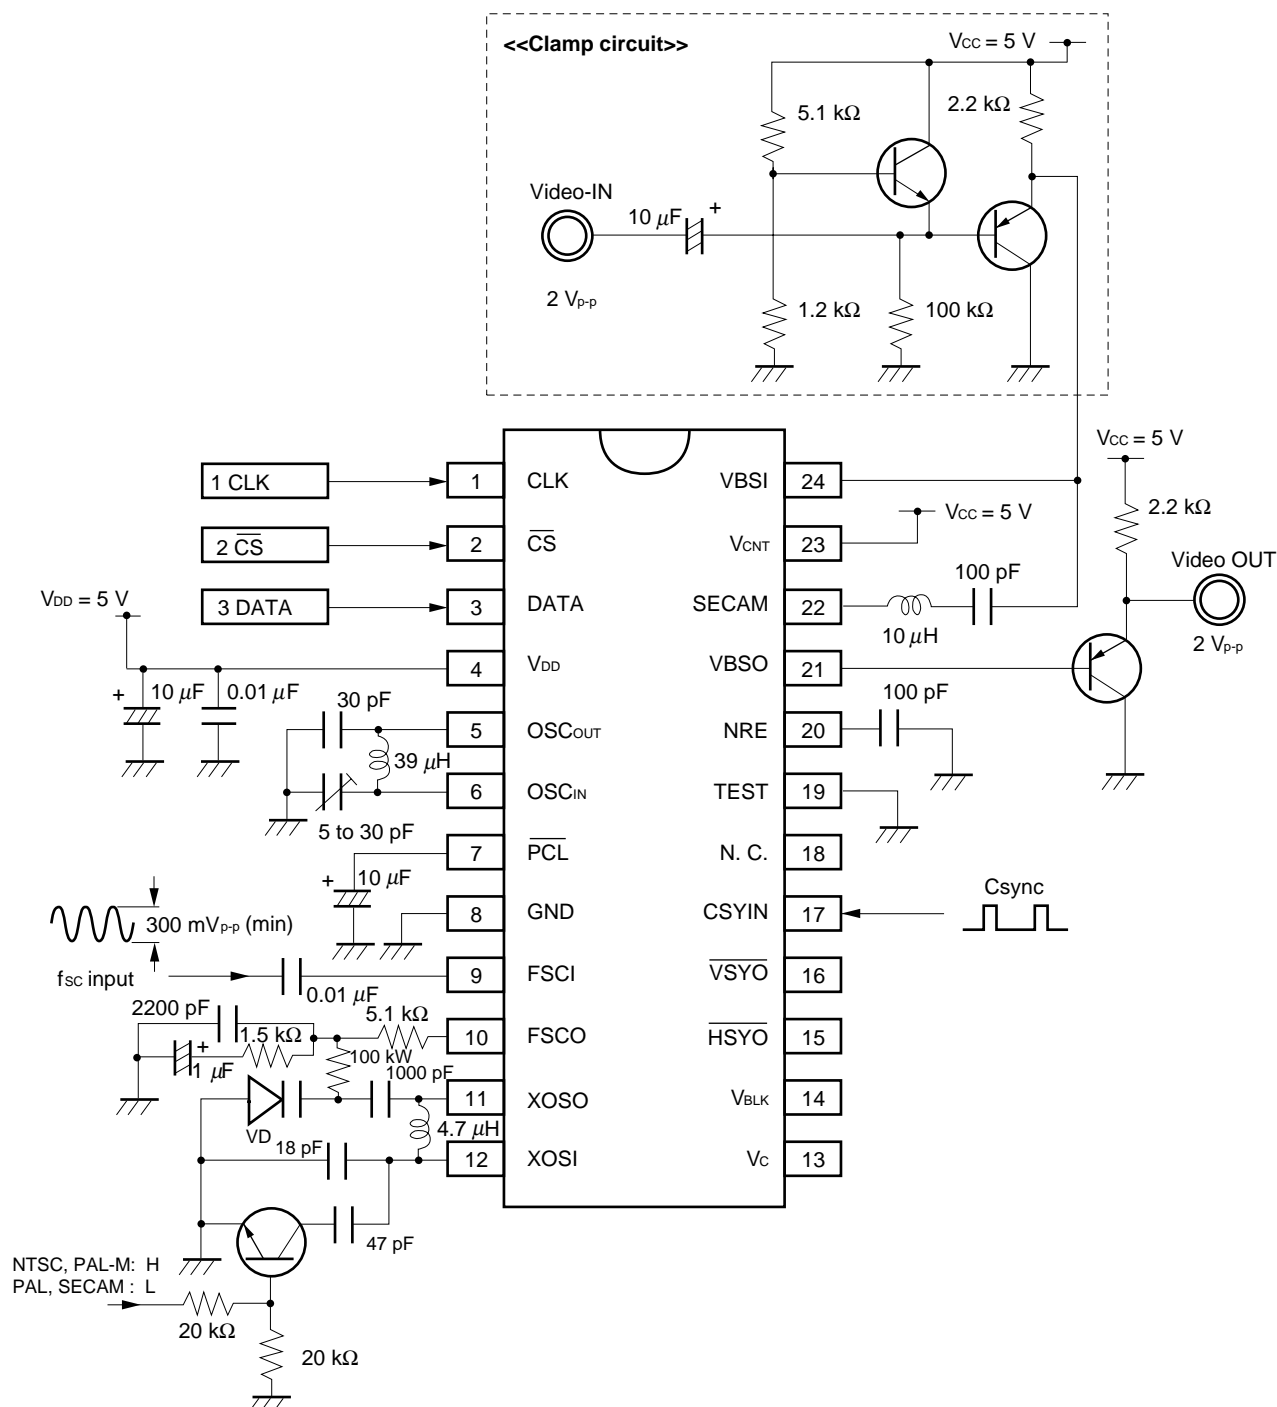 <<Clamp circuit>>
VCC = 5 V
5.1 kΩ
2.2 kΩ
Video-IN
10 μF
+
2 Vp-p
1.2 kΩ
100 kΩ
VCC = 5 V
1 CLK
1
CLK
VBSI
24
2.2 kΩ
2 C̅S̅
2
C̅S̅
VCNT
23
VCC = 5 V
Video OUT
VDD = 5 V
3 DATA
3
DATA
SECAM
22
10 μH
100 pF
2 Vp-p
4
VDD
VBSO
21
+
10 μF
0.01 μF
30 pF
5
OSCOUT
NRE
20
100 pF
39 μH
6
OSCIN
TEST
19
5 to 30 pF
7
P̅C̅L̅
N. C.
18
+
10 μF
Csync
300 mVp-p (min)
8
GND
CSYIN
17
fSC input
0.01 μF
9
FSCI
V̅S̅Y̅O̅
16
2200 pF
1.5 kΩ
5.1 kΩ
10
FSCO
H̅S̅Y̅O̅
15
+
1 μF
100 kW
1000 pF
11
XOSO
VBLK
14
VD
4.7 μH
18 pF
12
XOSI
VC
13
47 pF
NTSC, PAL-M: H
PAL, SECAM : L
20 kΩ
20 kΩ